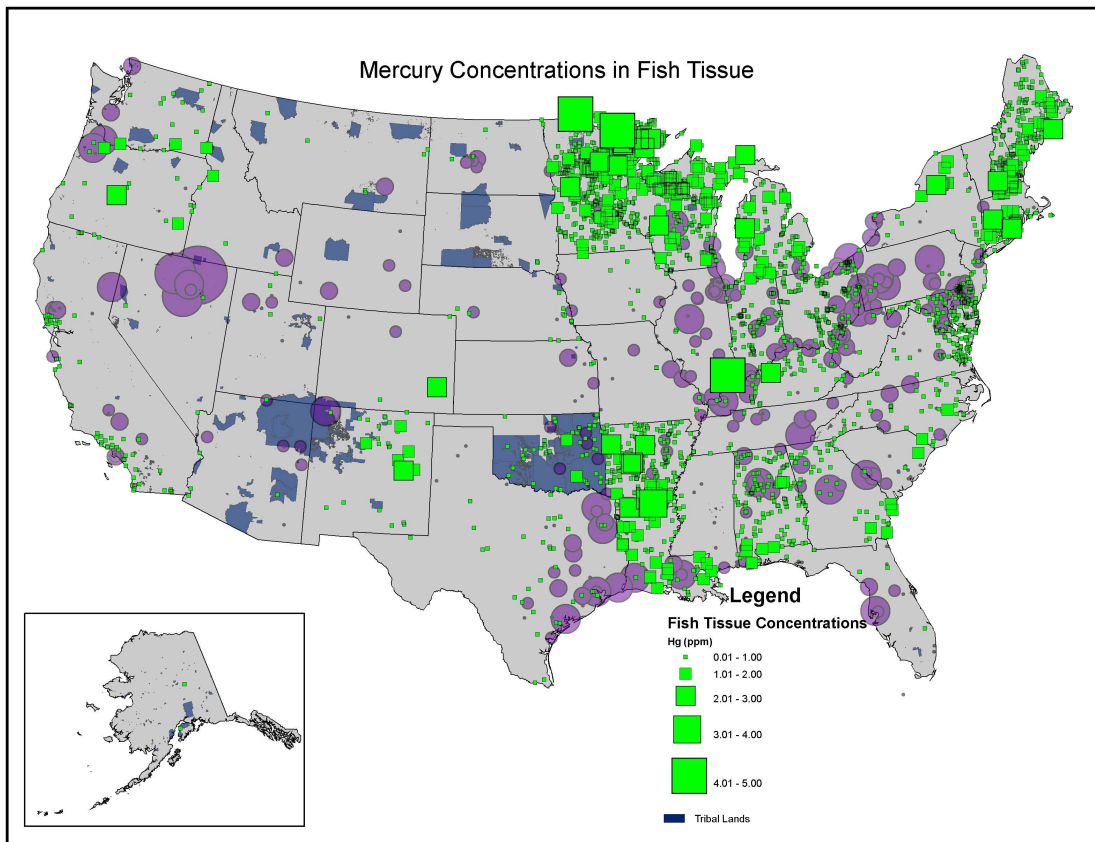 Mercury Concentrations in Fish Tissue
Legend
Fish Tissue Concentrations
Hg (ppm)
0.01 - 1.00
1.01 - 2.00
2.01 - 3.00
3.01 - 4.00
4.01 - 5.00
Tribal Lands